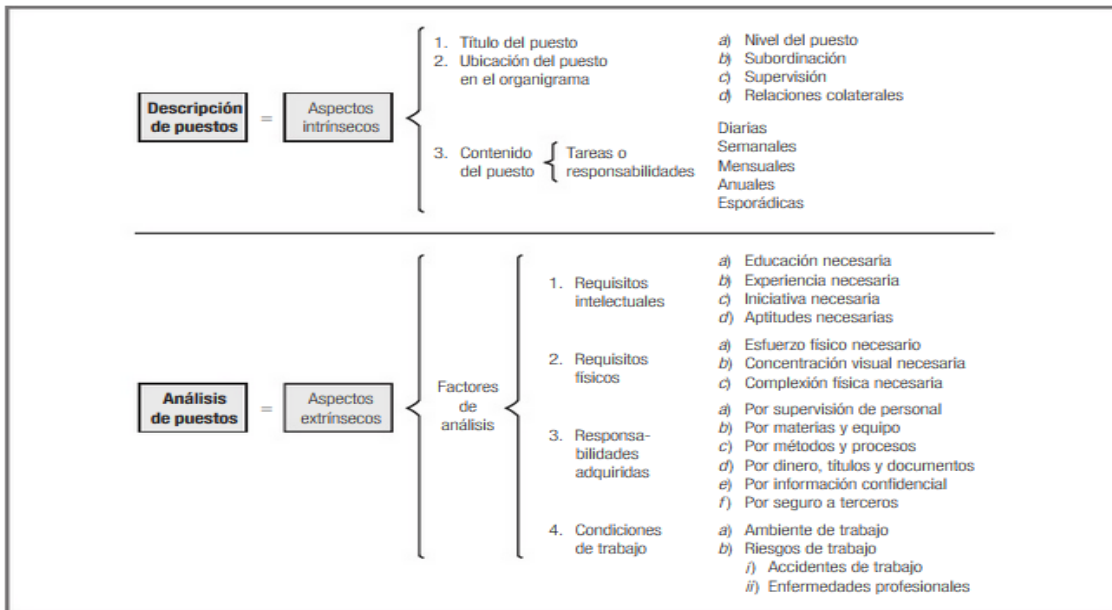 Descripción
de puestos
=
Aspectos
intrínsecos
1. Título del puesto
2. Ubicación del puesto
en el organigrama
a) Nivel del puesto
b) Subordinación
c) Supervisión
d) Relaciones colaterales
3. Contenido
del puesto
Tareas o
responsabilidades
Diarias
Semanales
Mensuales
Anuales
Esporádicas
Análisis
de puestos
=
Aspectos
extrínsecos
Factores
de
análisis
1. Requisitos
intelectuales
a) Educación necesaria
b) Experiencia necesaria
c) Iniciativa necesaria
d) Aptitudes necesarias
2. Requisitos
físicos
a) Esfuerzo físico necesario
b) Concentración visual necesaria
c) Complexión física necesaria
3. Responsa-
bilidades
adquiridas
a) Por supervisión de personal
b) Por materias y equipo
c) Por métodos y procesos
d) Por dinero, títulos y documentos
e) Por información confidencial
f) Por seguro a terceros
4. Condiciones
de trabajo
a) Ambiente de trabajo
b) Riesgos de trabajo
i) Accidentes de trabajo
ii) Enfermedades profesionales